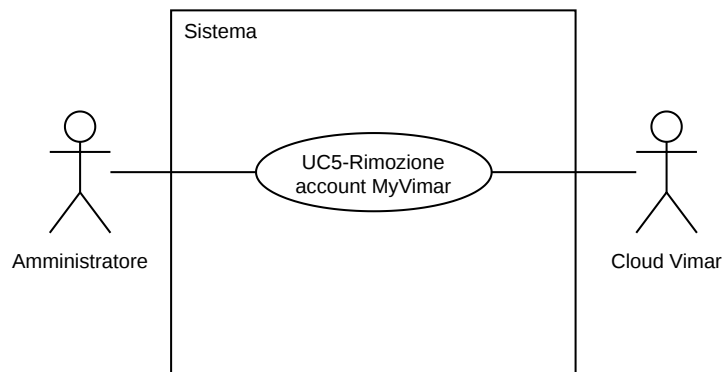 Sistema
UC5-Rimozione
account MyVimar
Amministratore
Cloud Vimar